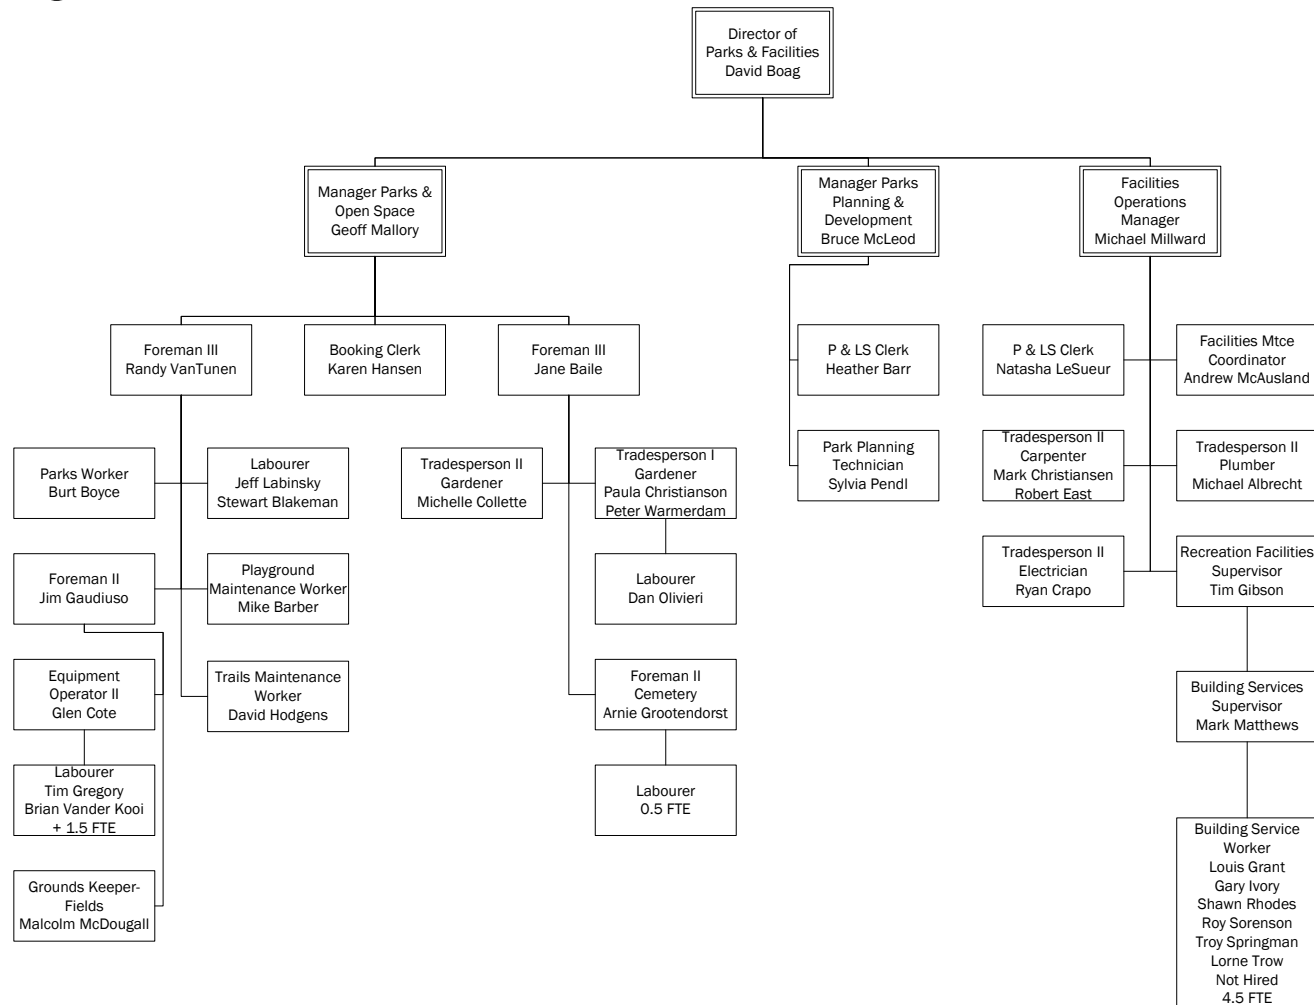 Director of
Parks & Facilities
David Boag
Manager Parks &
Open Space
Geoff Mallory
Manager Parks
Planning &
Development
Bruce McLeod
Facilities
Operations
Manager
Michael Millward
Foreman III
Randy VanTunen
Booking Clerk
Karen Hansen
Foreman III
Jane Baile
P & LS Clerk
Heather Barr
P & LS Clerk
Natasha LeSueur
Facilities Mtce
Coordinator
Andrew McAusland
Parks Worker
Burt Boyce
Labourer
Jeff Labinsky
Stewart Blakeman
Tradesperson II
Gardener
Michelle Collette
Tradesperson I
Gardener
Paula Christianson
Peter Warmerdam
Park Planning
Technician
Sylvia Pendl
Tradesperson II
Carpenter
Mark Christiansen
Robert East
Tradesperson II
Plumber
Michael Albrecht
Foreman II
Jim Gaudiuso
Playground
Maintenance Worker
Mike Barber
Labourer
Dan Olivieri
Tradesperson II
Electrician
Ryan Crapo
Recreation Facilities
Supervisor
Tim Gibson
Equipment
Operator II
Glen Cote
Trails Maintenance
Worker
David Hodgens
Foreman II
Cemetery
Arnie Grootendorst
Building Services
Supervisor
Mark Matthews
Labourer
Tim Gregory
Brian Vander Kooi
+ 1.5 FTE
Labourer
0.5 FTE
Building Service
Worker
Louis Grant
Gary Ivory
Shawn Rhodes
Roy Sorenson
Troy Springman
Lorne Trow
Not Hired
4.5 FTE
Grounds Keeper-
Fields
Malcolm McDougall